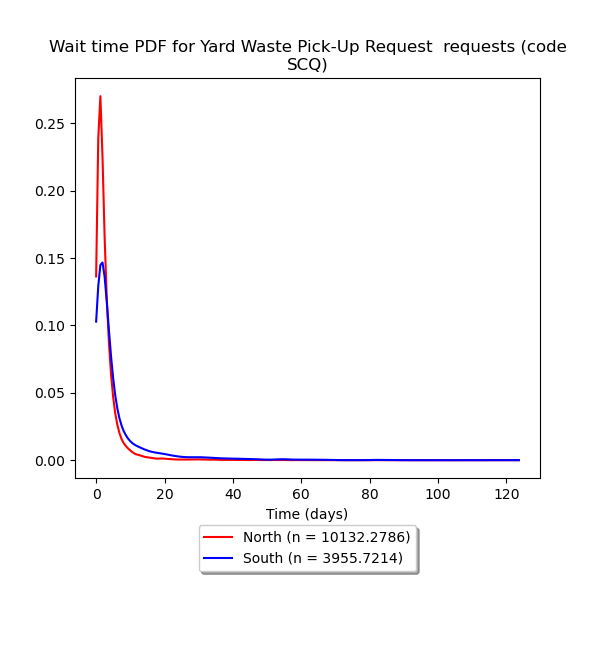 Wait time PDF for Yard Waste Pick-Up Request  requests (code
SCQ)
0.25
0.20
0.15
0.10
0.05
0.00
0 20 40 60 80 100 120
Time (days)
North (n = 10132.2786)
South (n = 3955.7214)